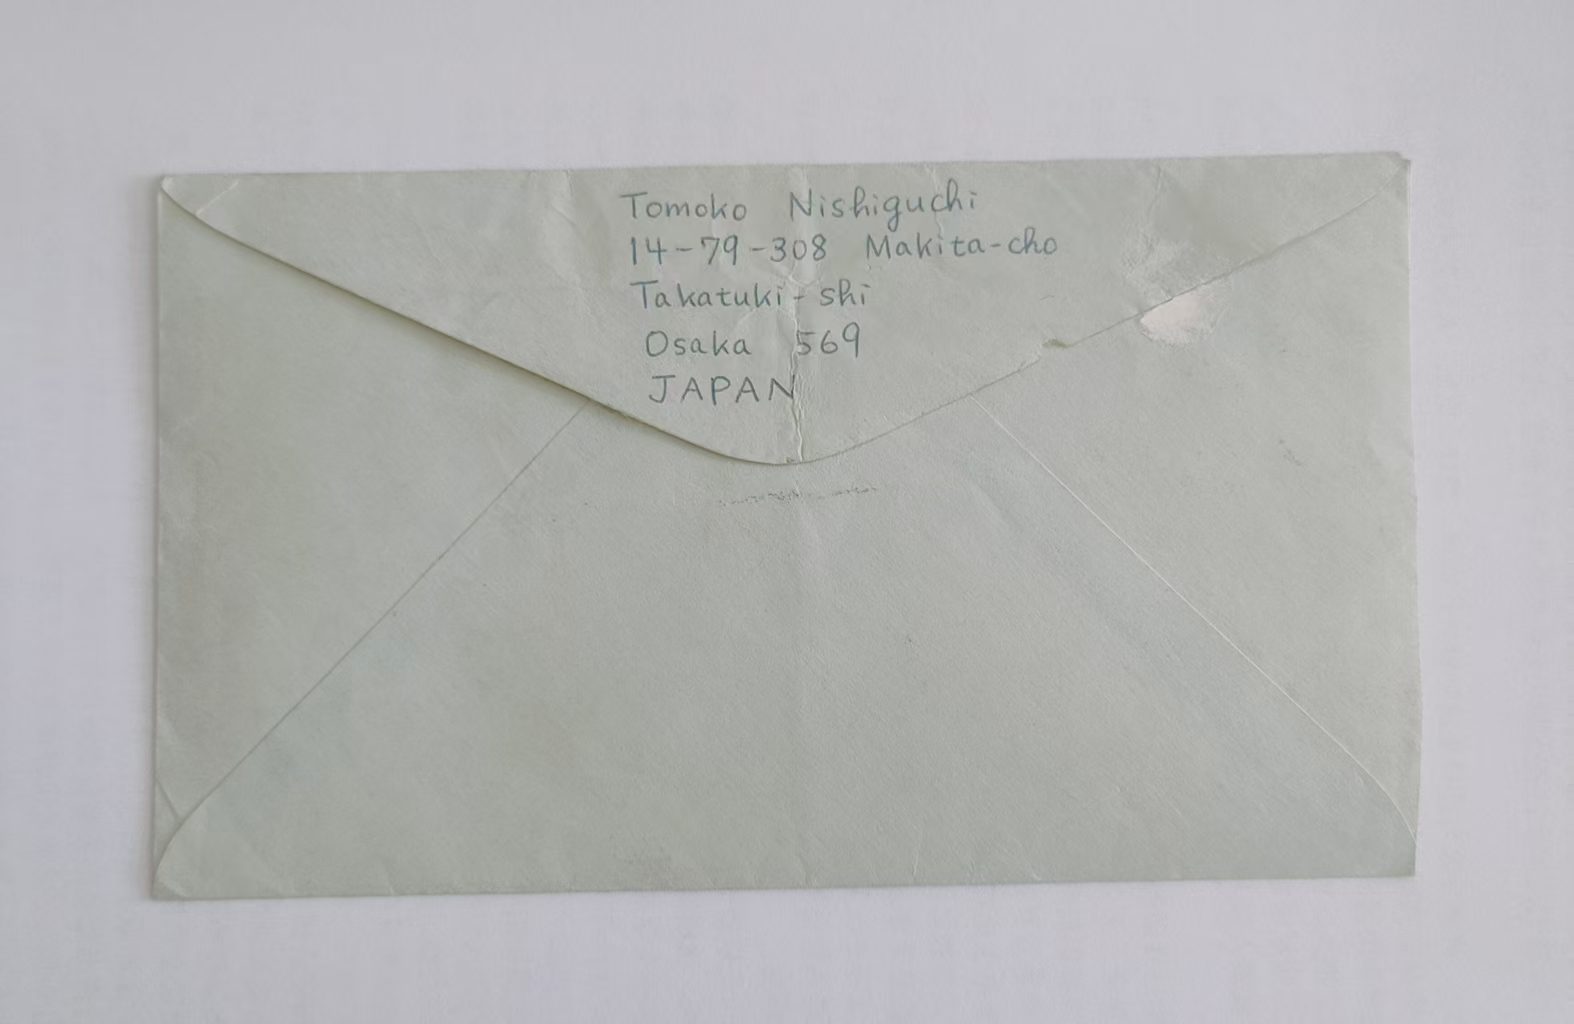 Tomoko Nishiguchi
14-79-308 Makita-cho
Takatuki-shi
Osaka 569
JAPAN